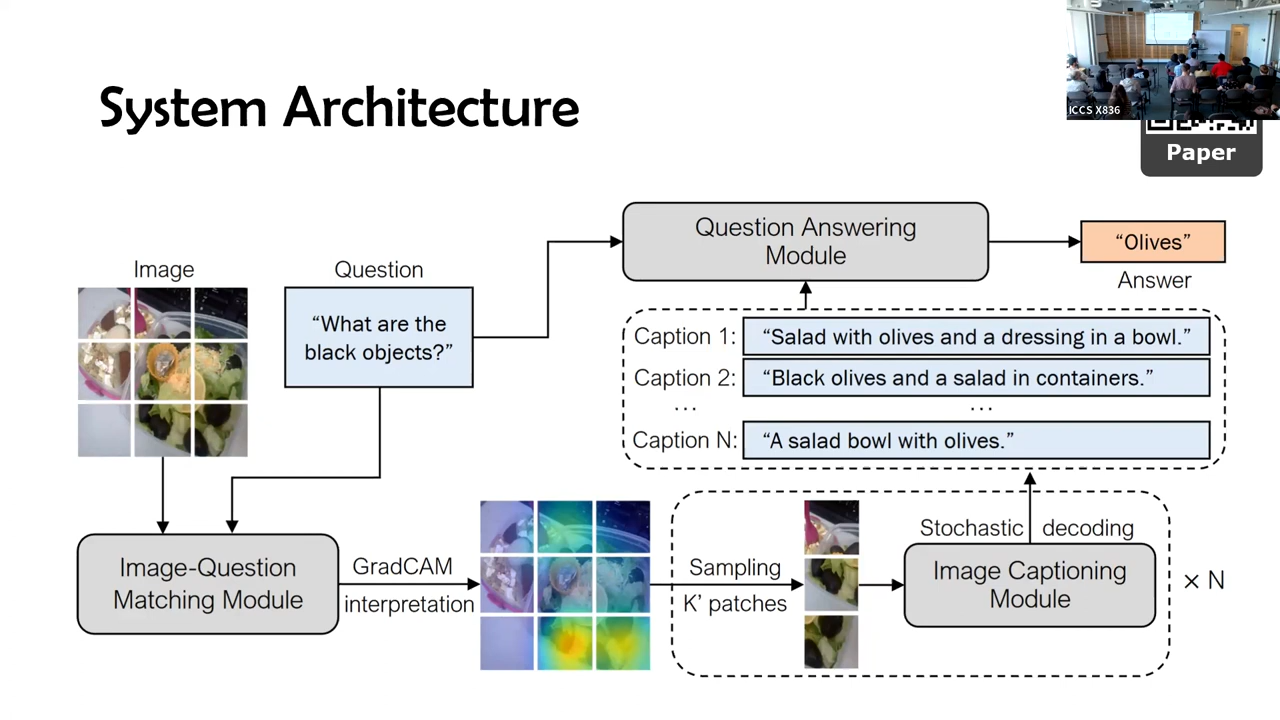 System Architecture
ICCS X836
Paper
Image
Question
“What are the
black objects?”
Question Answering
Module
“Olives”
Answer
Caption 1:
“Salad with olives and a dressing in a bowl.”
Caption 2:
“Black olives and a salad in containers.”
...
...
Caption N:
“A salad bowl with olives.”
Image-Question
Matching Module
GradCAM
interpretation
Sampling
K’ patches
Stochastic decoding
Image Captioning
Module
× N